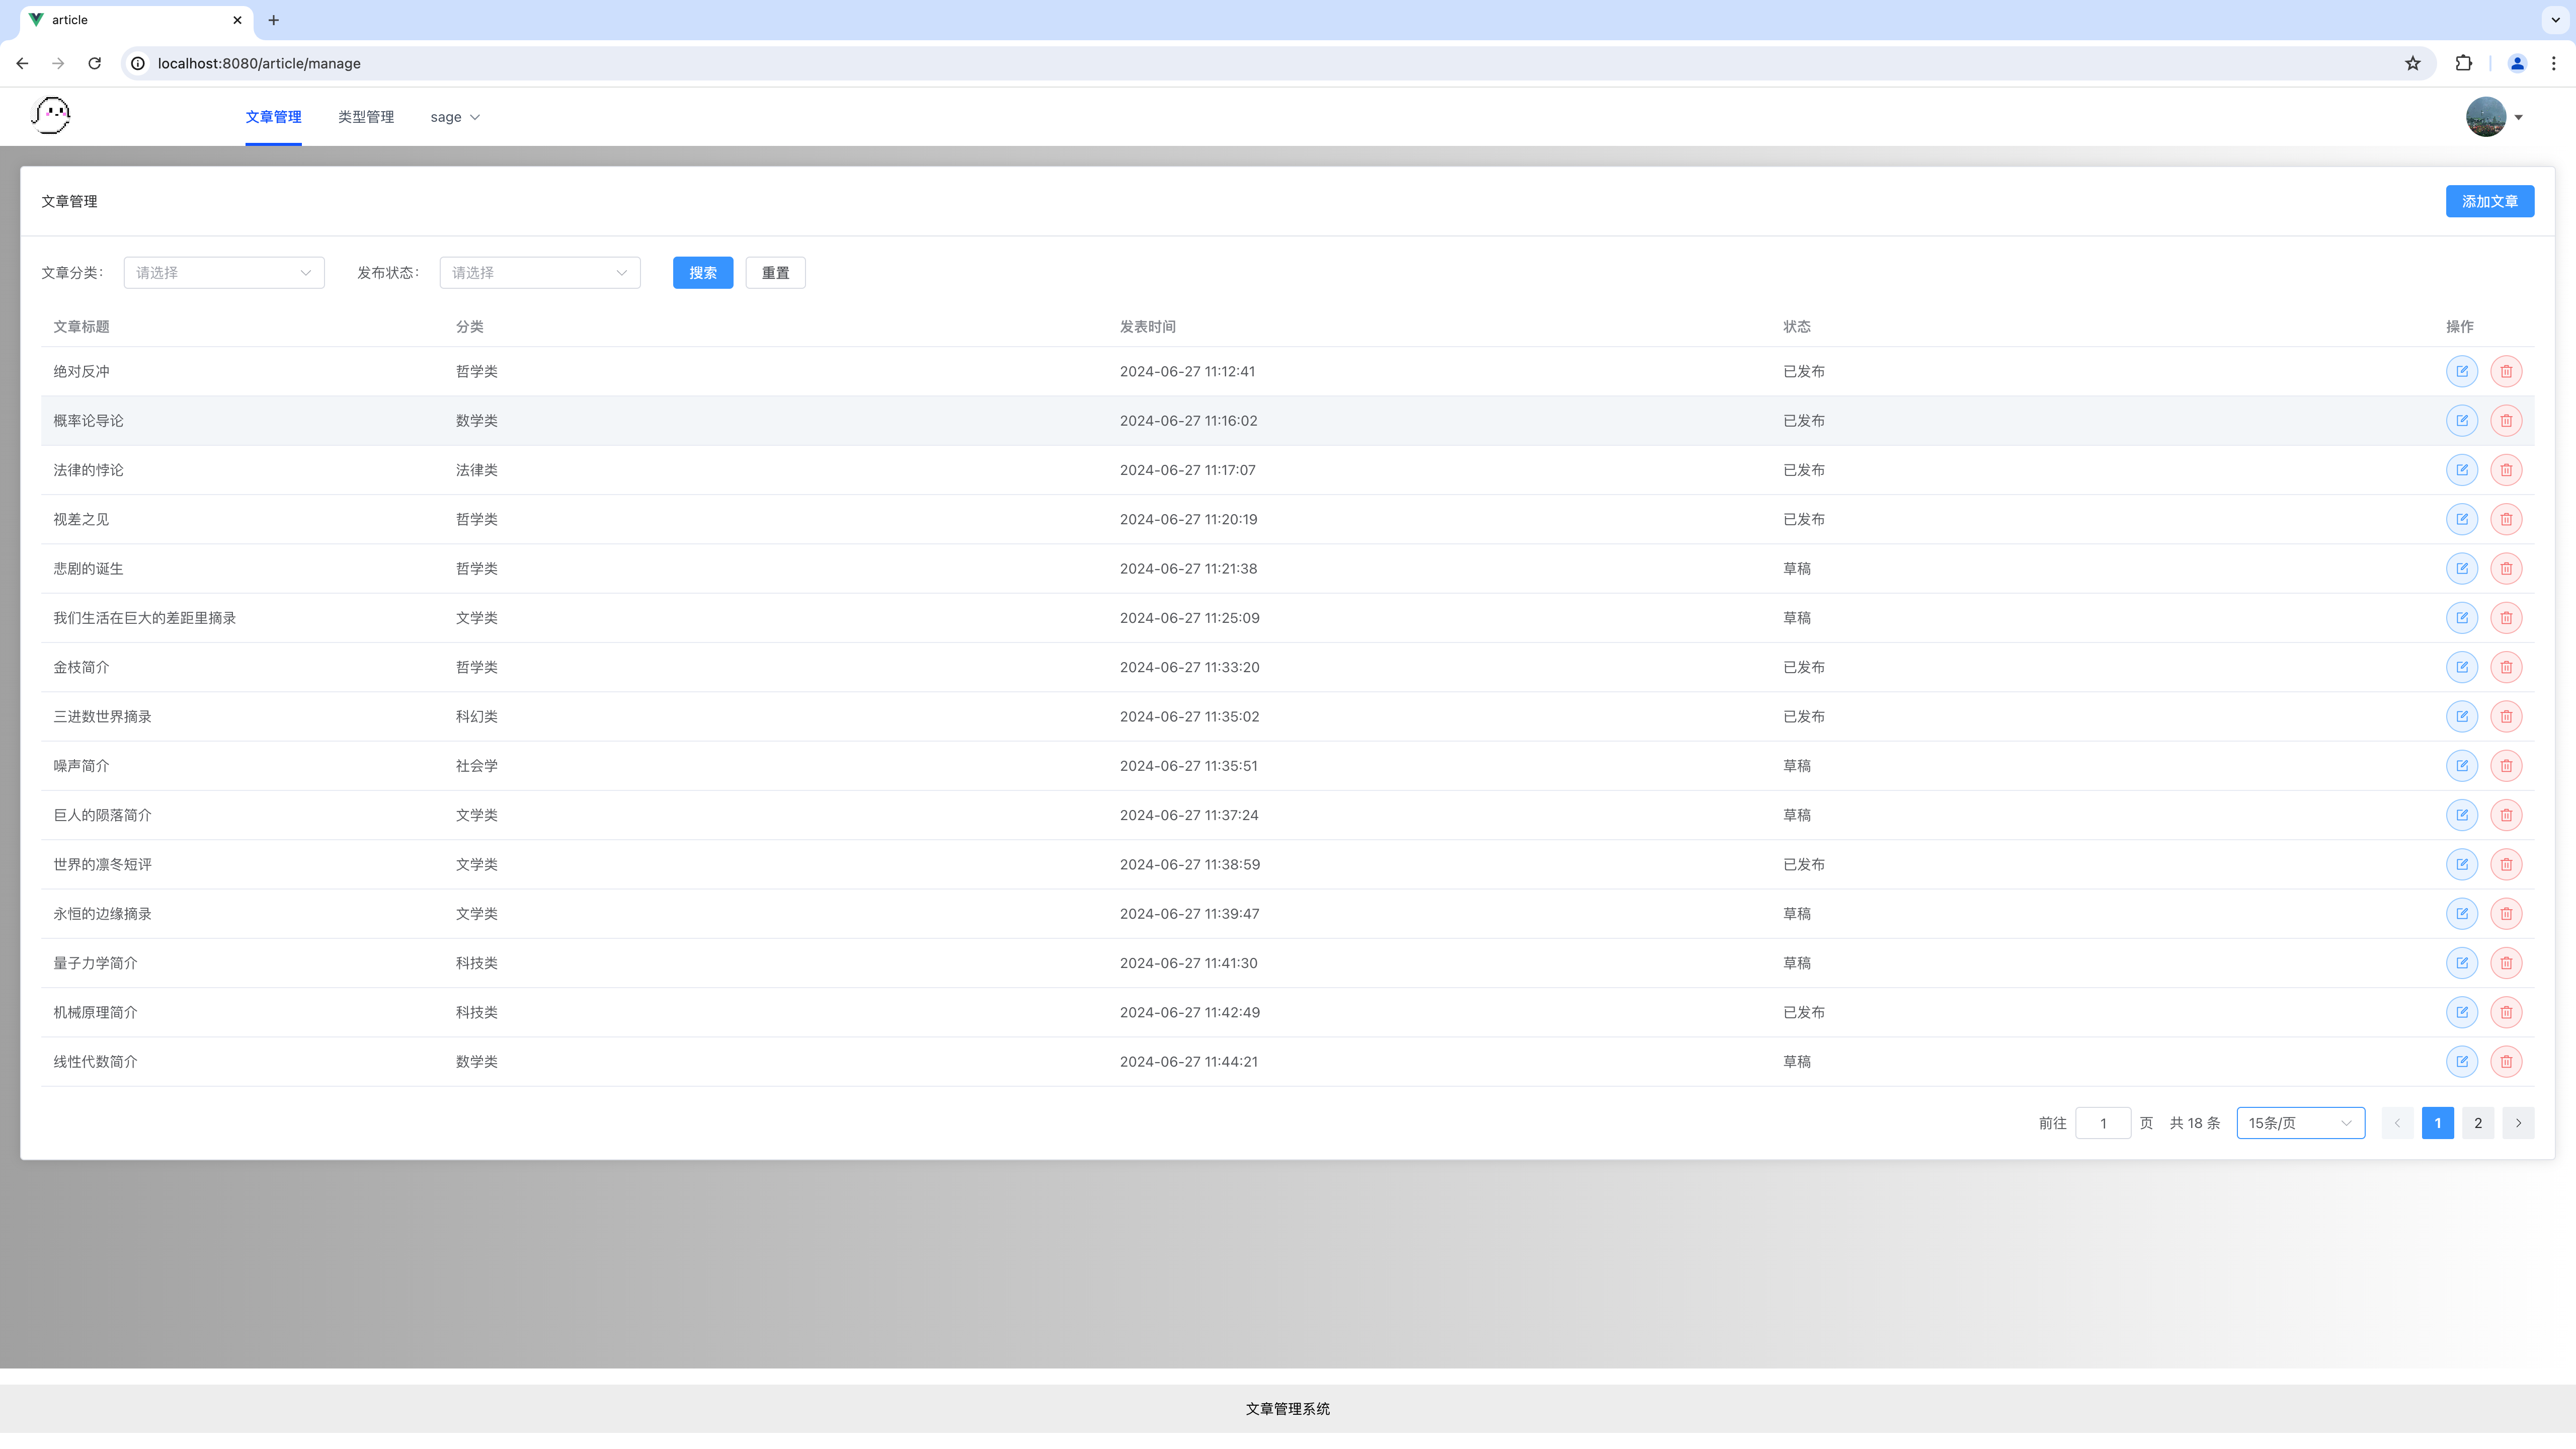 article
localhost:8080/article/manage
文章管理 类型管理 sage
文章管理 添加文章
文章分类： 请选择 发布状态： 请选择 搜索 重置
文章标题 分类 发表时间 状态 操作
绝对反冲 哲学类 2024-06-27 11:12:41 已发布
概率论导论 数学类 2024-06-27 11:16:02 已发布
法律的悖论 法律类 2024-06-27 11:17:07 已发布
视差之见 哲学类 2024-06-27 11:20:19 已发布
悲剧的诞生 哲学类 2024-06-27 11:21:38 草稿
我们生活在巨大的差距里摘录 文学类 2024-06-27 11:25:09 草稿
金枝简介 哲学类 2024-06-27 11:33:20 已发布
三进数世界摘录 科幻类 2024-06-27 11:35:02 已发布
噪声简介 社会学 2024-06-27 11:35:51 草稿
巨人的陨落简介 文学类 2024-06-27 11:37:24 草稿
世界的凛冬短评 文学类 2024-06-27 11:38:59 已发布
永恒的边缘摘录 文学类 2024-06-27 11:39:47 草稿
量子力学简介 科技类 2024-06-27 11:41:30 草稿
机械原理简介 科技类 2024-06-27 11:42:49 已发布
线性代数简介 数学类 2024-06-27 11:44:21 草稿
前往 1 页 共 18 条 15条/页 1 2
文章管理系统